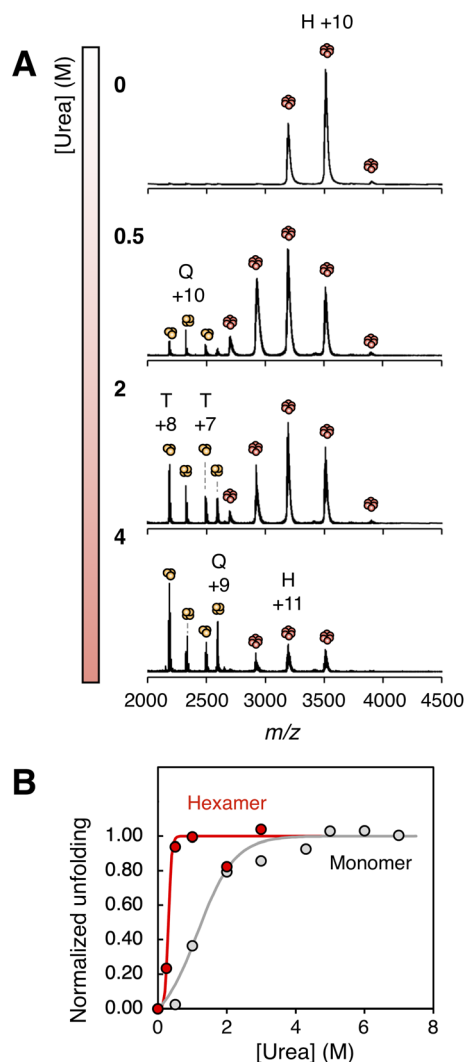 A
[Urea] (M)
H +10
0
0.5
Q
+10
2
T T
+8 +7
4
Q H
+9 +11
2000 2500 3000 3500 4000 4500
m/z
B
Normalized unfolding
1.00
0.80
0.60
0.40
0.20
0.00
Hexamer
Monomer
0 2 4 6 8
[Urea] (M)